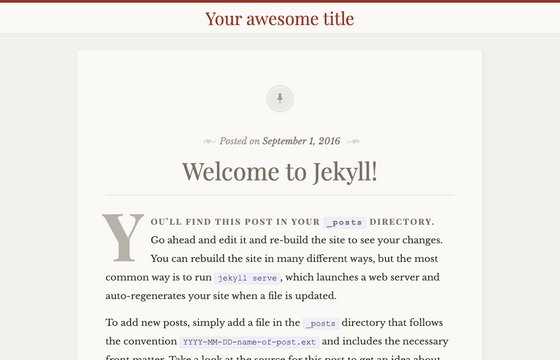 Your awesome title
Posted on September 1, 2016
Welcome to Jekyll!
YOU'LL FIND THIS POST IN YOUR _posts DIRECTORY.
Go ahead and edit it and re-build the site to see your changes.
You can rebuild the site in many different ways, but the most
common way is to run jekyll serve, which launches a web server and
auto-regenerates your site when a file is updated.
To add new posts, simply add a file in the _posts directory that follows
the convention YYYY-MM-DD-name-of-post.ext and includes the necessary
front matter. Take a look at the source for this post to get an idea about